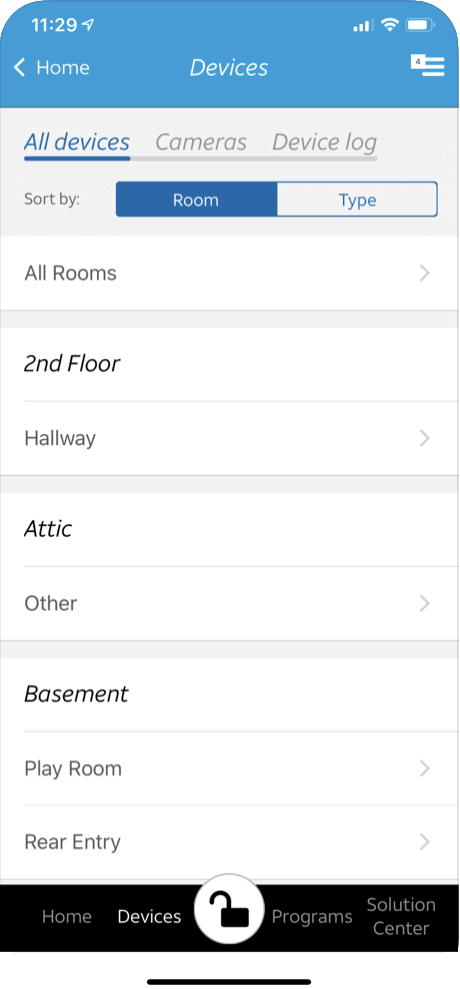 11:29
Home
Devices
4
All devices
Cameras
Device log
Sort by:
Room
Type
All Rooms
2nd Floor
Hallway
Attic
Other
Basement
Play Room
Rear Entry
Home
Devices
Programs
Solution
Center